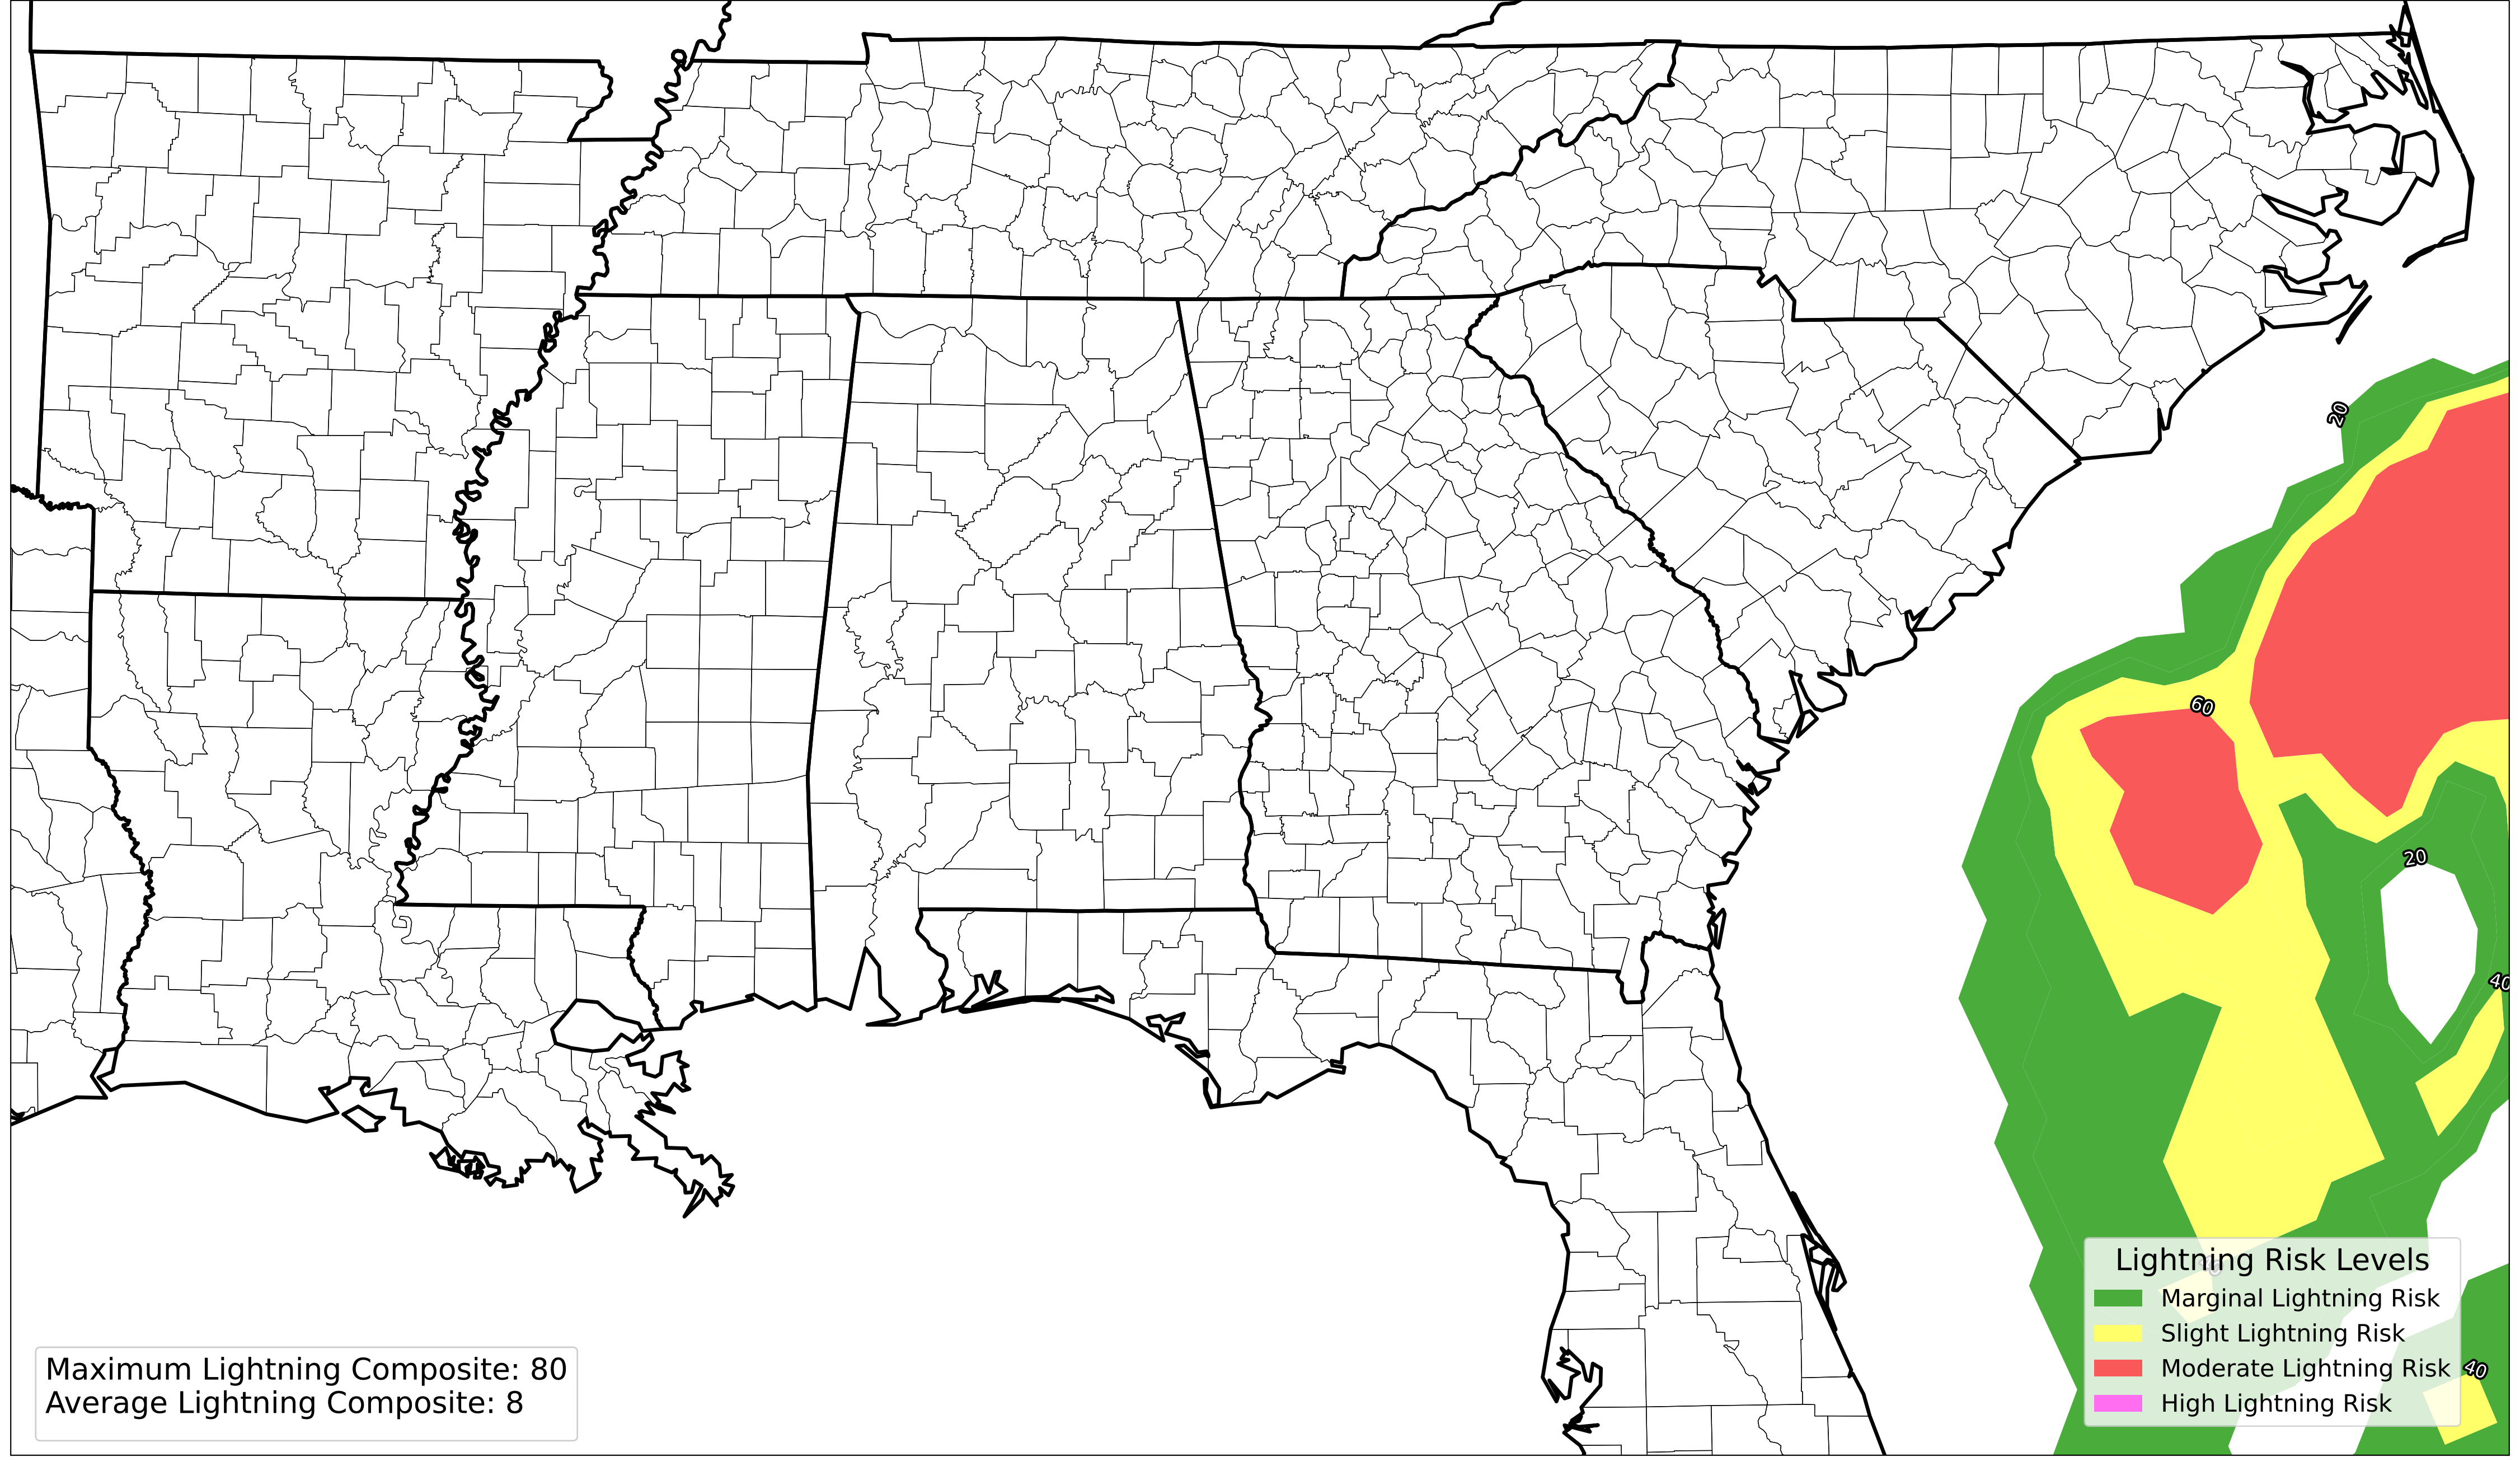 20
60
20
40
Lightning Risk Levels
Marginal Lightning Risk
Slight Lightning Risk
Moderate Lightning Risk
High Lightning Risk
40
Maximum Lightning Composite: 80
Average Lightning Composite: 8